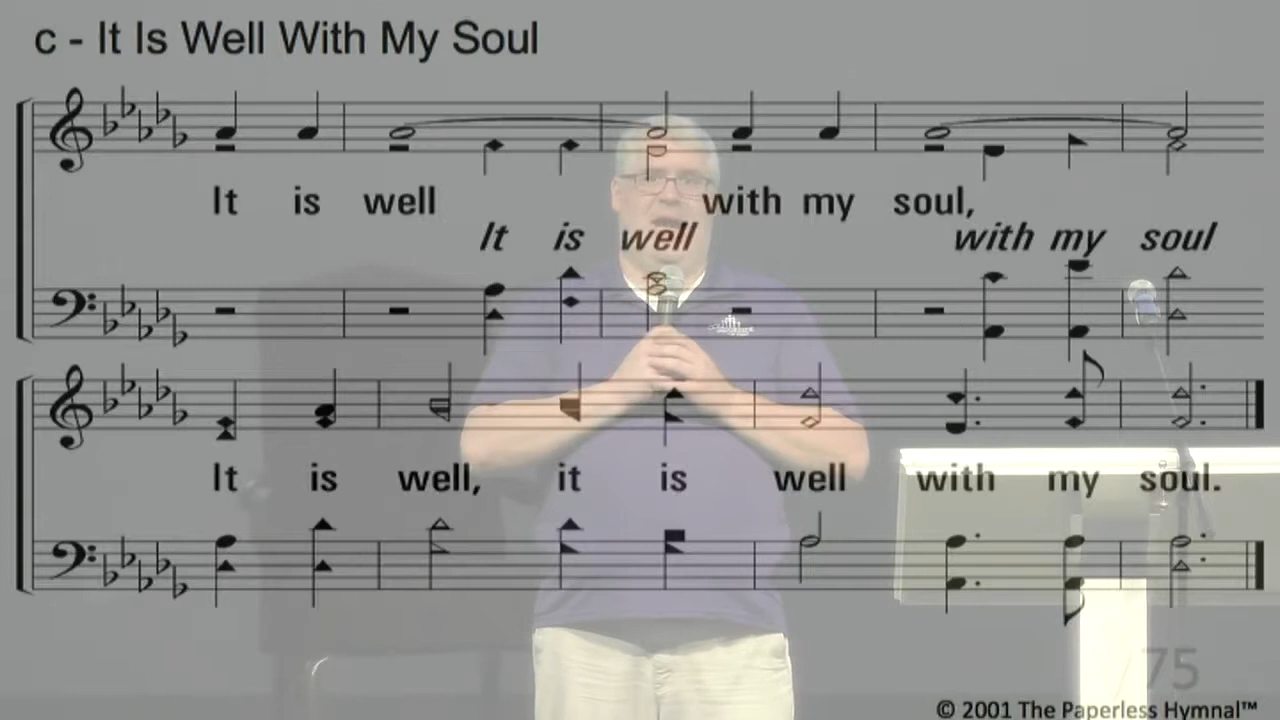 c - It Is Well With My Soul
It is well with my soul,
It is well with my soul
It is well, it is well with my soul.
75
© 2001 The Paperless Hymnal™